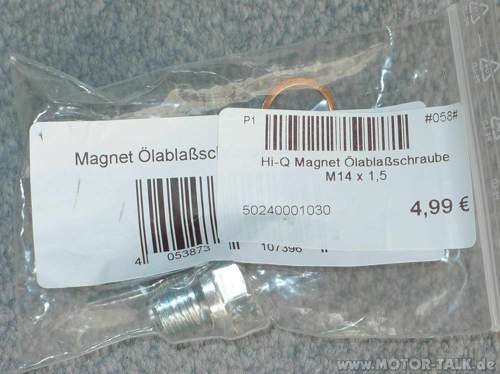 P1 #058#
Hi-Q Magnet Ölablaßschraube
M14 x 1,5
50240001030 4,99 €
Magnet Ölablaßsch
4 053873 107396
www.MOTOR-TALK.de